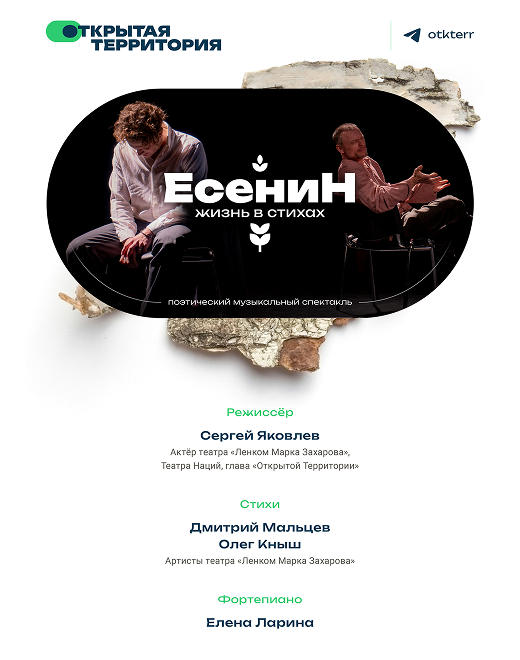 ОТКРЫТАЯ
ТЕРРИТОРИЯ
otkterr
ЕсениН
жизнь в стихах
поэтический музыкальный спектакль
Режиссёр
Сергей Яковлев
Актёр театра «Ленком Марка Захарова»,
Театра Наций, глава «Открытой Территории»
Стихи
Дмитрий Мальцев
Олег Кныш
Артисты театра «Ленком Марка Захарова»
Фортепиано
Елена Ларина